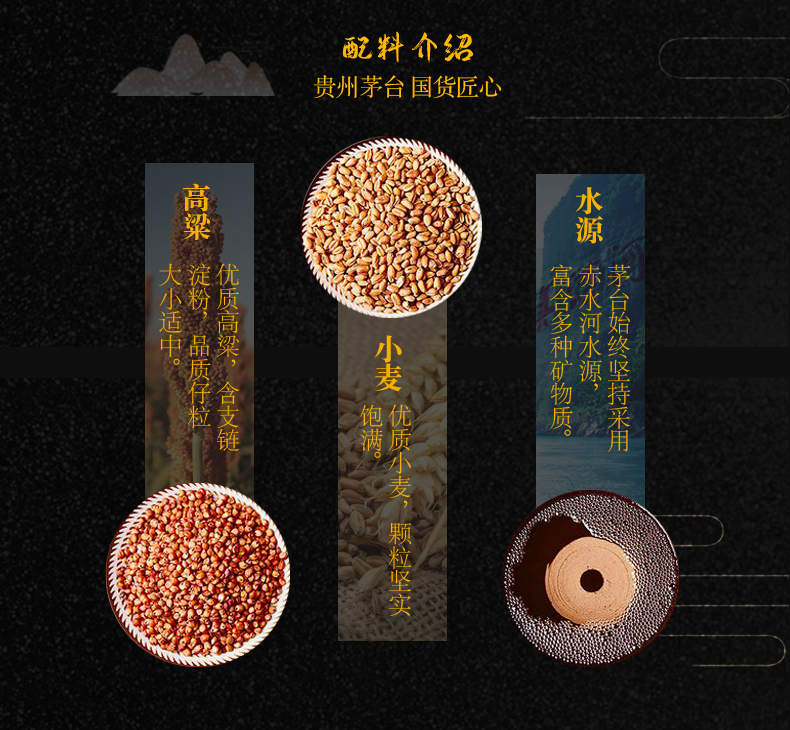 配料介绍
贵州茅台 国货匠心
高粱
优质高粱，含支链
淀粉，品质仔粒
大小适中。
小麦
优质小麦，颗粒坚实
饱满。
水源
茅台始终坚持采用
赤水河水源，
富含多种矿物质。